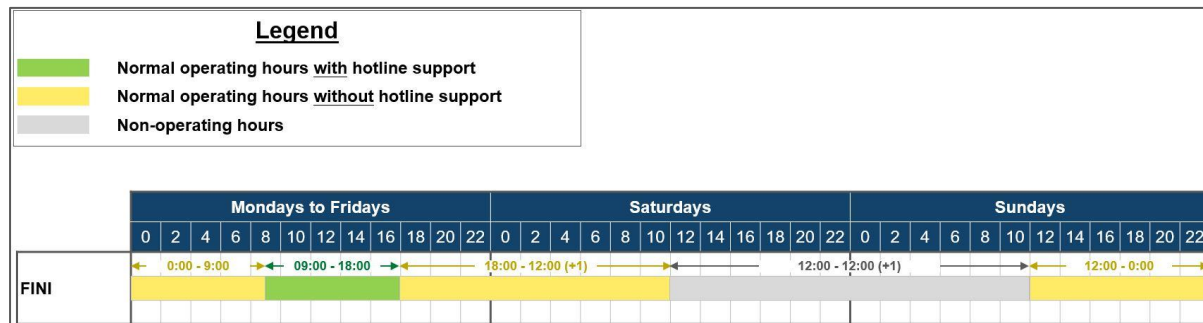 Legend
Normal operating hours with hotline support
Normal operating hours without hotline support
Non-operating hours
Mondays to Fridays Saturdays Sundays
0 2 4 6 8 10 12 14 16 18 20 22 0 2 4 6 8 10 12 14 16 18 20 22 0 2 4 6 8 10 12 14 16 18 20 22
0:00 - 9:00 09:00 - 18:00 18:00 - 12:00 (+1) 12:00 - 12:00 (+1) 12:00 - 0:00
FINI